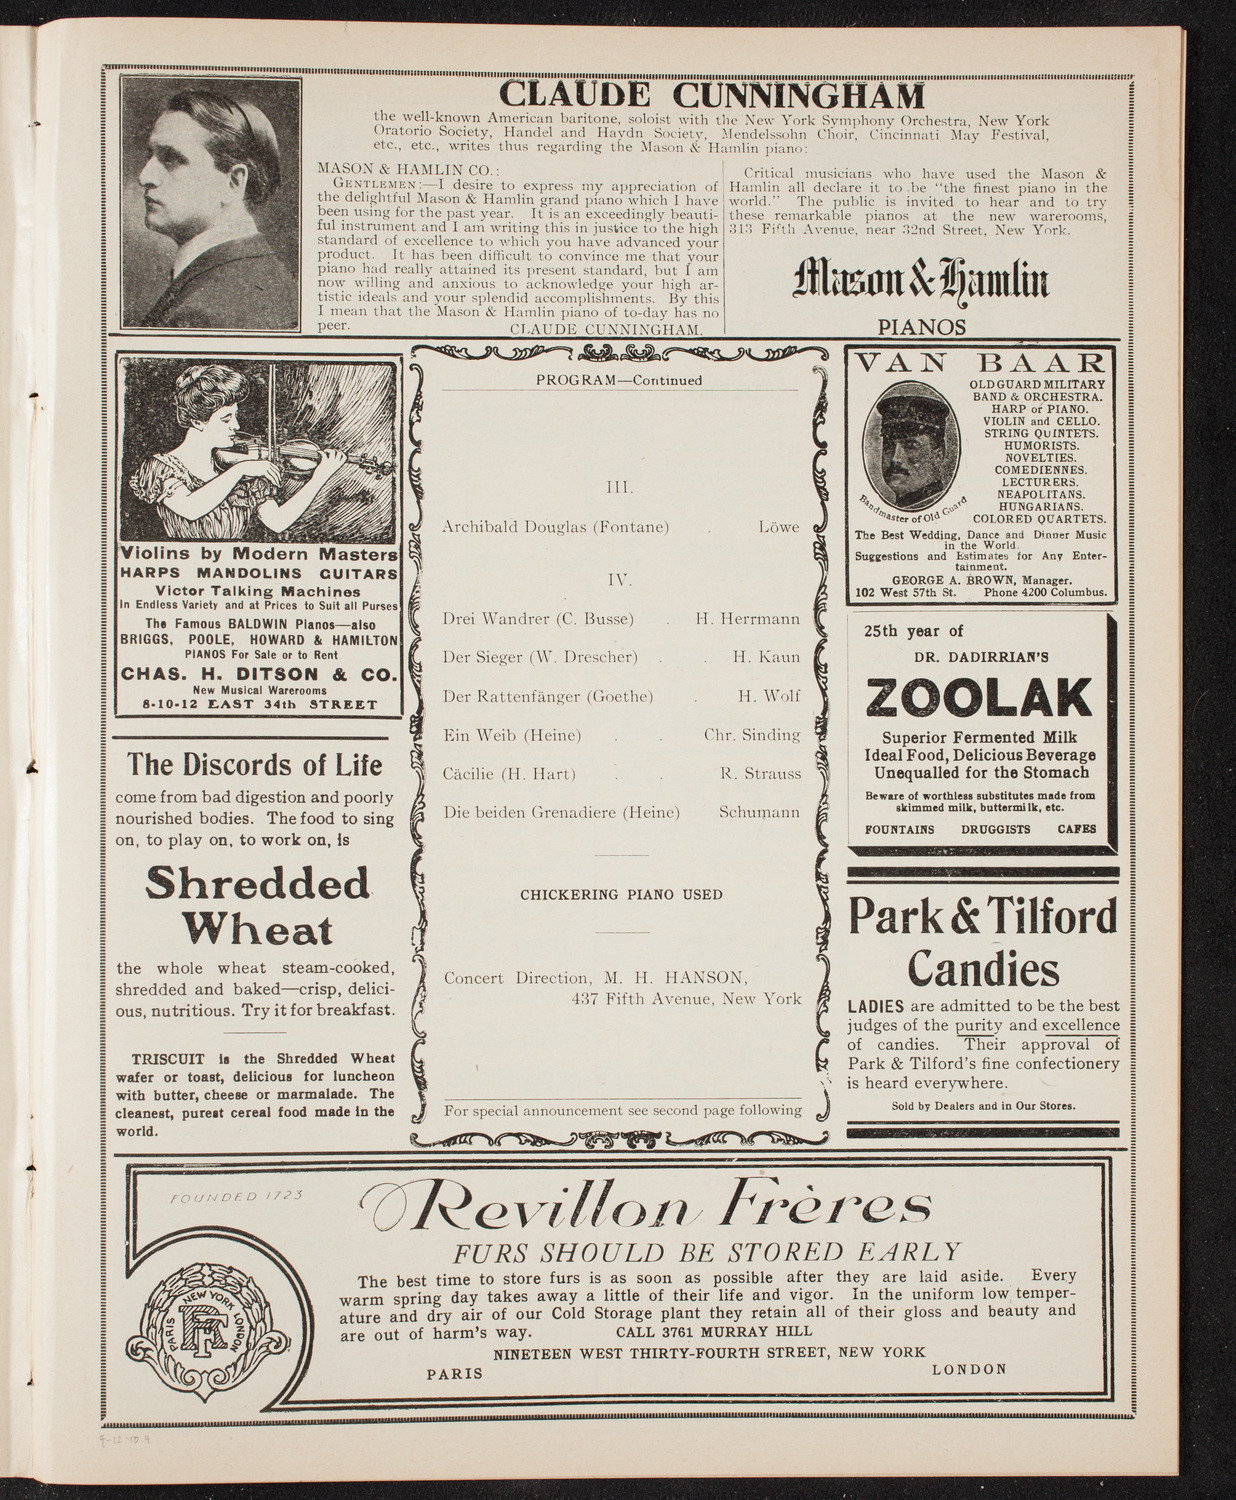 CLAUDE CUNNINGHAM
the well-known American baritone, soloist with the New York Symphony Orchestra, New York
Oratorio Society, Handel and Haydn Society, Mendelssohn Choir, Cincinnati May Festival,
etc., etc., writes thus regarding the Mason & Hamlin piano:
MASON & HAMLIN CO.:
GENTLEMEN:—I desire to express my appreciation of
the delightful Mason & Hamlin grand piano which I have
been using for the past year. It is an exceedingly beauti-
ful instrument and I am writing this in justice to the high
standard of excellence to which you have advanced your
product. It has been difficult to convince me that your
piano had really attained its present standard, but I am
now willing and anxious to acknowledge your high ar-
tistic ideals and your splendid accomplishments. By this
I mean that the Mason & Hamlin piano of to-day has no
peer. CLAUDE CUNNINGHAM.
Critical musicians who have used the Mason &
Hamlin all declare it to be “the finest piano in the
world.” The public is invited to hear and to try
these remarkable pianos at the new warerooms,
313 Fifth Avenue, near 32nd Street, New York.
Mason & Hamlin
PIANOS
Violins by Modern Masters
HARPS MANDOLINS GUITARS
Victor Talking Machines
In Endless Variety and at Prices to Suit all Purses
The Famous BALDWIN Pianos—also
BRIGGS, POOLE, HOWARD & HAMILTON
PIANOS For Sale or to Rent
CHAS. H. DITSON & CO.
New Musical Warerooms
8-10-12 EAST 34th STREET
The Discords of Life
come from bad digestion and poorly
nourished bodies. The food to sing
on, to play on, to work on, is
Shredded
Wheat
the whole wheat steam-cooked,
shredded and baked—crisp, delici-
ous, nutritious. Try it for breakfast.
TRISCUIT is the Shredded Wheat
wafer or toast, delicious for luncheon
with butter, cheese or marmalade. The
cleanest, purest cereal food made in the
world.
PROGRAM—Continued
III.
Archibald Douglas (Fontane) . Löwe
IV.
Drei Wandrer (C. Busse) . H. Herrmann
Der Sieger (W. Drescher) . . H. Kaun
Der Rattenfänger (Goethe) . H. Wolf
Ein Weib (Heine) . . Chr. Sinding
Cäcilie (H. Hart) . . R. Strauss
Die beiden Grenadiere (Heine) Schumann
CHICKERING PIANO USED
Concert Direction, M. H. HANSON,
437 Fifth Avenue, New York
For special announcement see second page following
VAN BAAR
Bandmaster of Old Guard
OLD GUARD MILITARY
BAND & ORCHESTRA.
HARP or PIANO.
VIOLIN and CELLO.
STRING QUINTETS.
HUMORISTS.
NOVELTIES.
COMEDIENNES.
LECTURERS.
NEAPOLITANS.
HUNGARIANS.
COLORED QUARTETS.
The Best Wedding, Dance and Dinner Music
in the World.
Suggestions and Estimates for Any Enter-
tainment.
GEORGE A. BROWN, Manager.
102 West 57th St. Phone 4200 Columbus.
25th year of
DR. DADIRRIAN'S
ZOOLAK
Superior Fermented Milk
Ideal Food, Delicious Beverage
Unequalled for the Stomach
Beware of worthless substitutes made from
skimmed milk, buttermilk, etc.
FOUNTAINS DRUGGISTS CAFES
Park & Tilford
Candies
LADIES are admitted to be the best
judges of the purity and excellence
of candies. Their approval of
Park & Tilford's fine confectionery
is heard everywhere.
Sold by Dealers and in Our Stores.
FOUNDED 1723
Revillon Frères
FURS SHOULD BE STORED EARLY
The best time to store furs is as soon as possible after they are laid aside. Every
warm spring day takes away a little of their life and vigor. In the uniform low temper-
ature and dry air of our Cold Storage plant they retain all of their gloss and beauty and
are out of harm's way. CALL 3761 MURRAY HILL
NINETEEN WEST THIRTY-FOURTH STREET, NEW YORK
PARIS LONDON
PARIS NEW YORK LONDON
RF
4-12-10.9